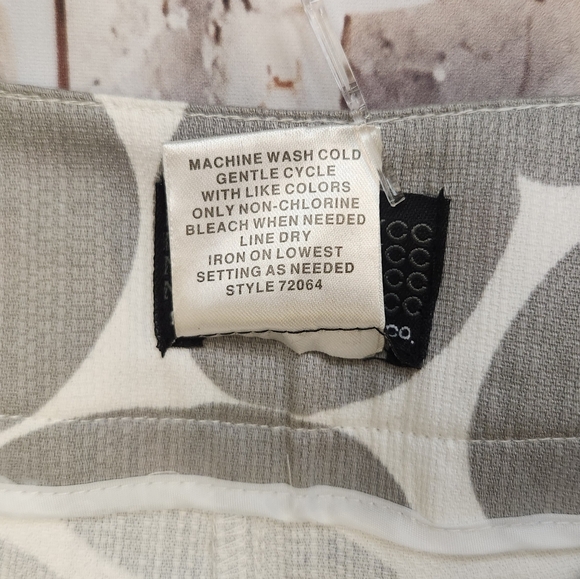 MACHINE WASH COLD
GENTLE CYCLE
WITH LIKE COLORS
ONLY NON-CHLORINE
BLEACH WHEN NEEDED
LINE DRY
IRON ON LOWEST
SETTING AS NEEDED
STYLE 72064
CO.